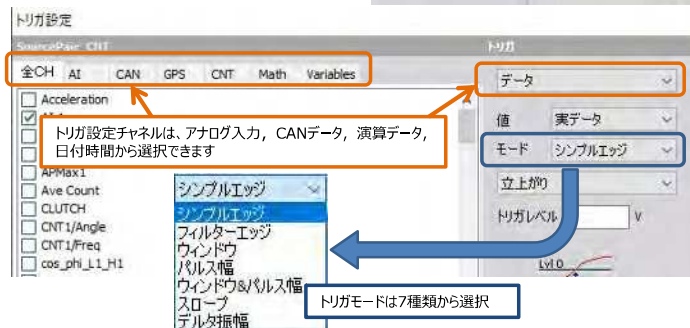 トリガ設定
SourcePair CNT
トリガ
全CH AI CAN GPS CNT Math Variables
データ
Acceleration
トリガ設定チャネルは、アナログ入力，CANデータ，演算データ，
日付時間から選択できます
値 実データ
モード シンプルエッジ
APMax1
Ave Count
CLUTCH
CNT1/Angle
CNT1/Freq
cos_phi_L1_H1
立上がり
トリガレベル V
Lvl 0
シンプルエッジ
シンプルエッジ
フィルターエッジ
ウィンドウ
パルス幅
ウィンドウ&パルス幅
スロープ
デルタ振幅
トリガモードは7種類から選択